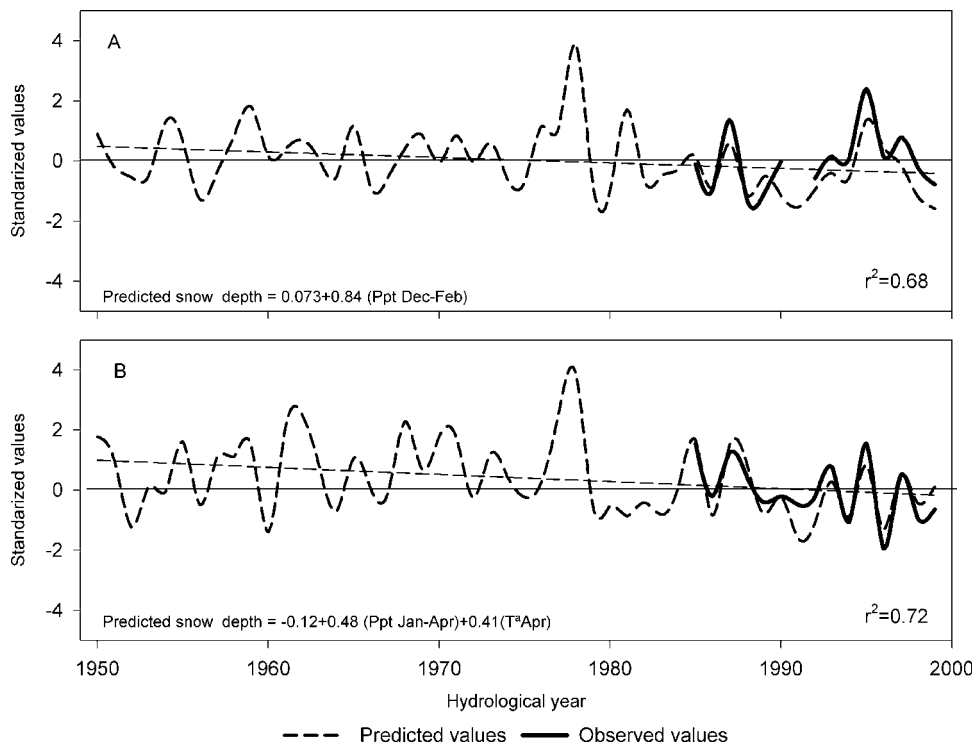 A
Standarized values
4
2
0
-2
-4
Predicted snow depth = 0.073+0.84 (Ppt Dec-Feb)
r²=0.68
B
Standarized values
4
2
0
-2
-4
Predicted snow depth = -0.12+0.48 (Ppt Jan-Apr)+0.41(TªApr)
r²=0.72
1950 1960 1970 1980 1990 2000
Hydrological year
Predicted values Observed values